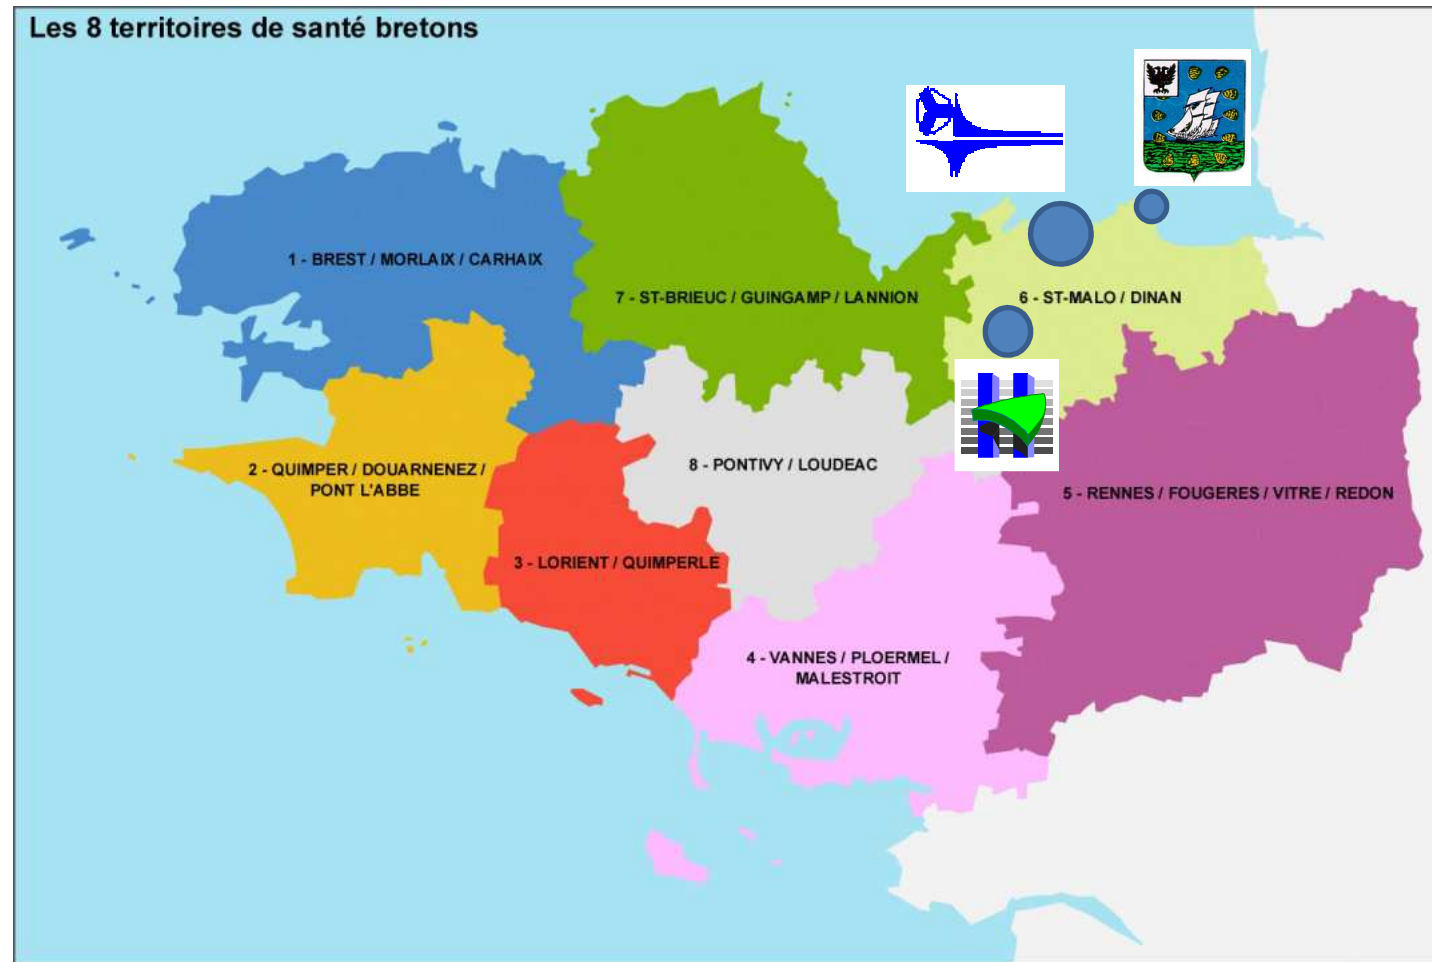 Les 8 territoires de santé bretons
1 - BREST / MORLAIX / CARHAIX
7 - ST-BRIEUC / GUINGAMP / LANNION
6 - ST-MALO / DINAN
2 - QUIMPER / DOUARNENEZ /
PONT L'ABBE
8 - PONTIVY / LOUDEAC
5 - RENNES / FOUGERES / VITRE / REDON
3 - LORIENT / QUIMPERLE
4 - VANNES / PLOERMEL /
MALESTROIT